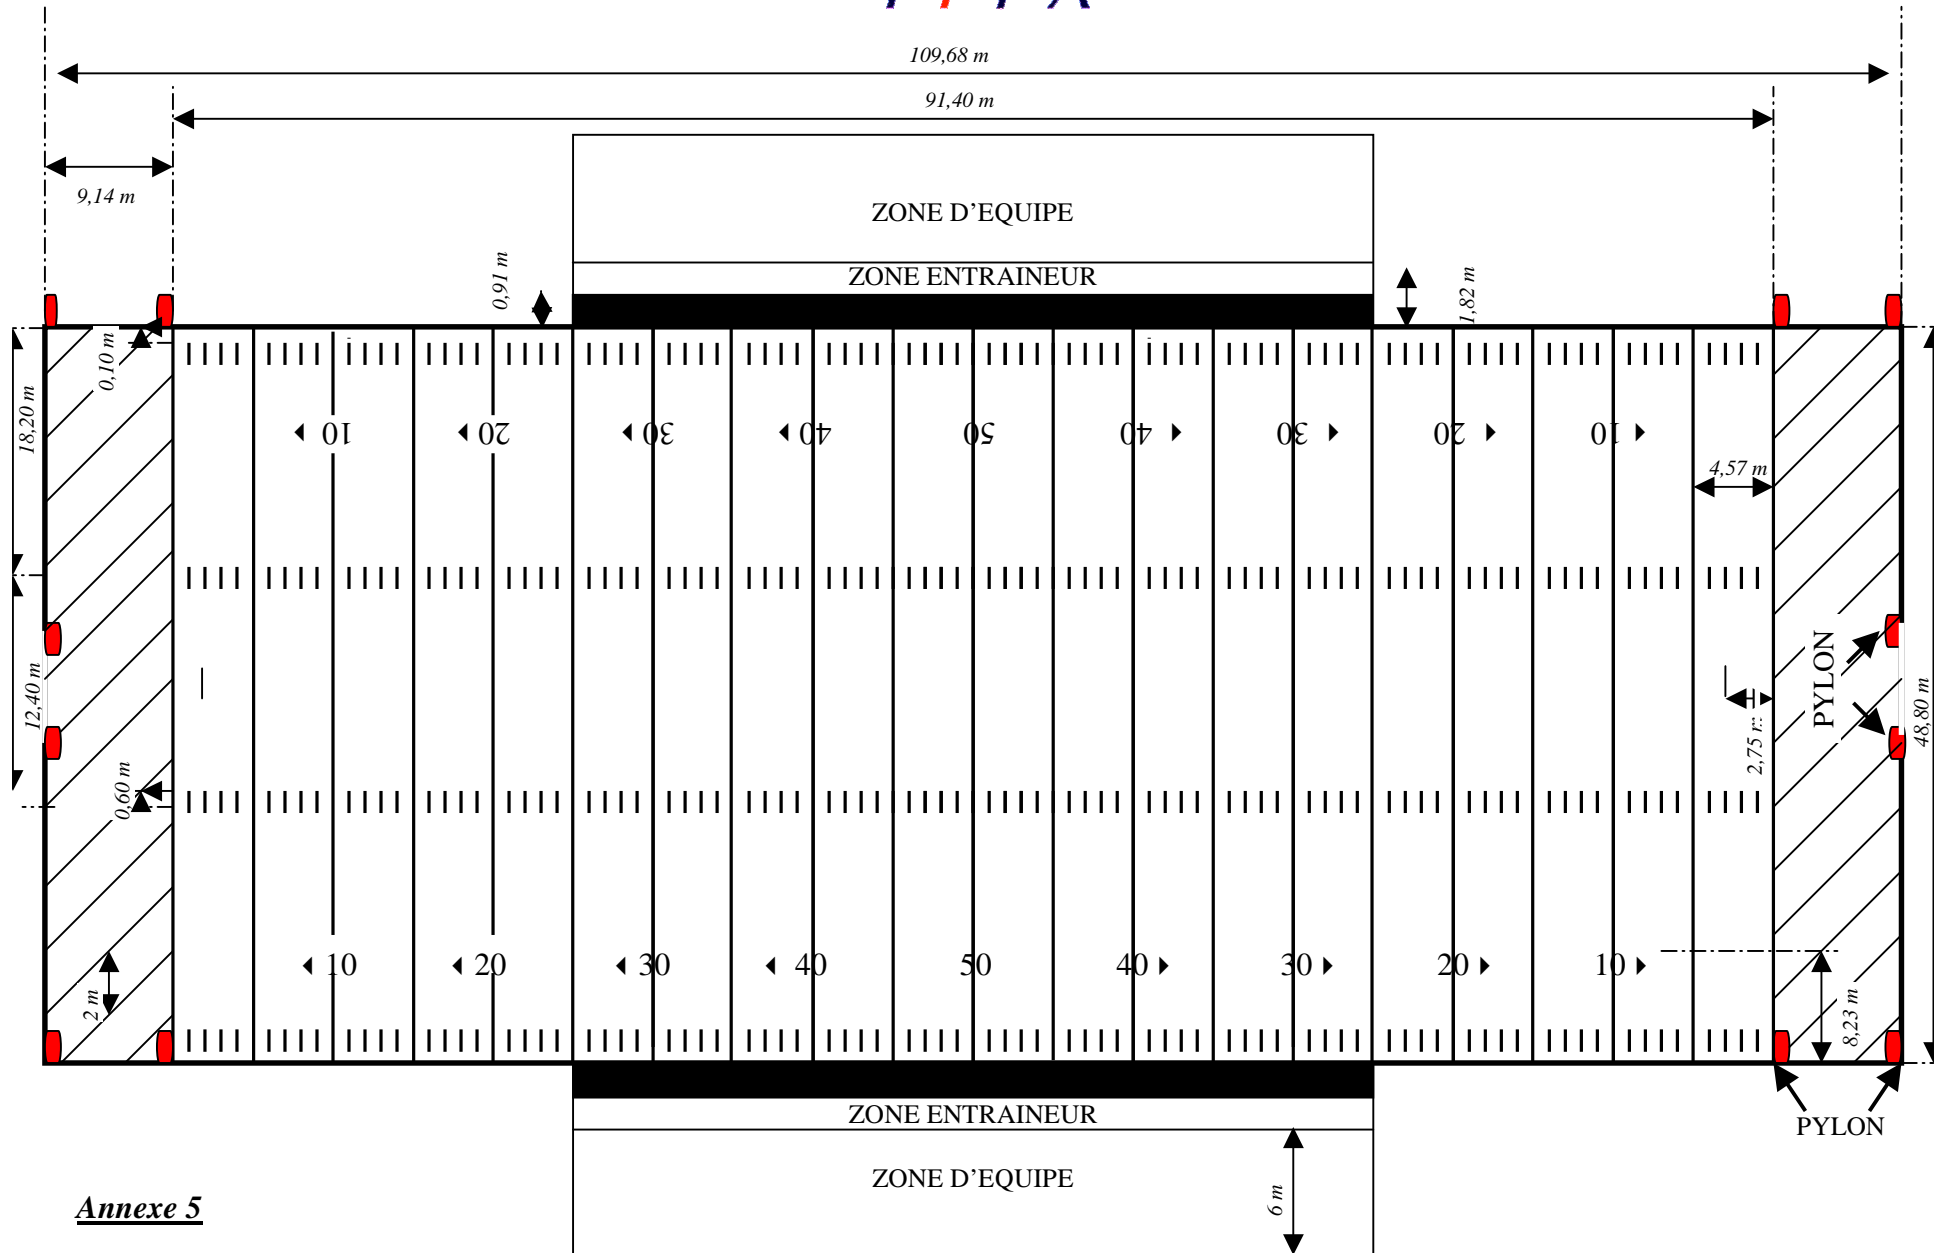 109,68 m
91,40 m
9,14 m
ZONE D’EQUIPE
0,91 m
ZONE ENTRAINEUR
1,82 m
0,10 m
18,20 m
10 20 30 40 50 40 30 20 10
4,57 m
12,40 m
PYLON
48,80 m
2,75
0,60 m
10 20 30 40 50 40 30 20 10
2 m
8,23 m
ZONE ENTRAINEUR
PYLON
ZONE D’EQUIPE
6 m
Annexe 5